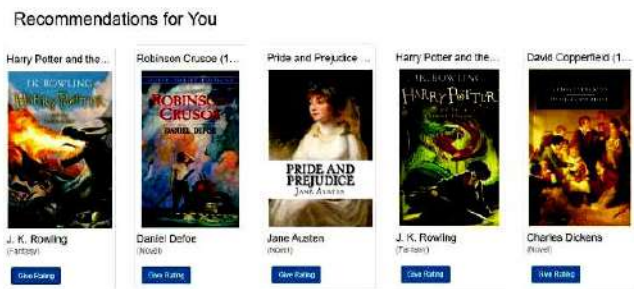 Recommendations for You
Harry Potter and the...
J.K. ROWLING
HARRY POTTER
J. K. Rowling
(Fantasy)
Give Rating
Robinson Crusoe (1...
ROBINSON
CRUSOE
DANIEL DEFOE
Daniel Defoe
(Novel)
Give Rating
Pride and Prejudice ...
PRIDE AND
PREJUDICE
JANE AUSTEN
Jane Austen
(Novel)
Give Rating
Harry Potter and the...
J.K. ROWLING
HARRY POTTER
J. K. Rowling
(Fantasy)
Give Rating
David Copperfield (1...
Charles Dickens
(Novel)
Give Rating